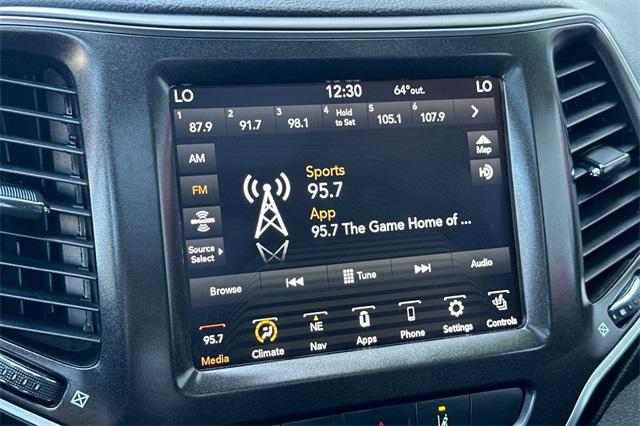 LO 12:30 64°out. LO
1 87.9 2 91.7 3 98.1 4 Hold to Set 5 105.1 6 107.9
AM
Map
Sports
FM
95.7
HD
App
SiriusXM
95.7 The Game Home of ...
Source Select
Browse Tune Audio
95.7 NE
Media Climate Nav Apps Phone Settings Controls